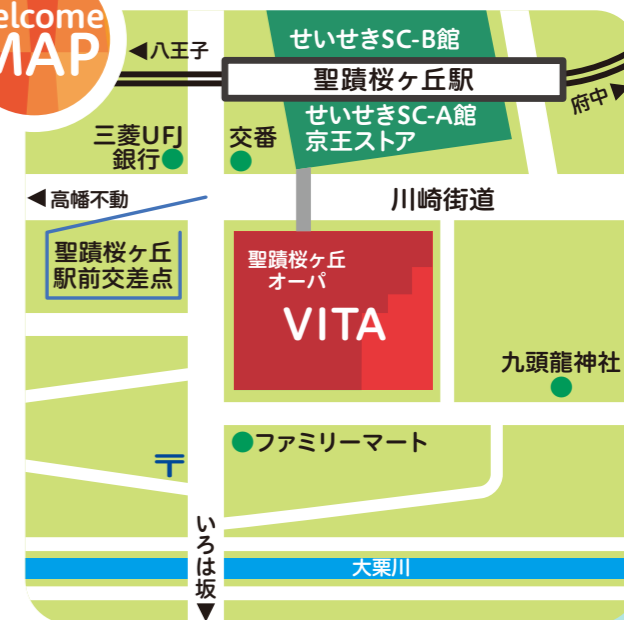 elcome
MAP
◀八王子
せいせきSC-B館
聖蹟桜ヶ丘駅
府中▶
せいせきSC-A館
京王ストア
三菱UFJ
銀行
交番
◀高幡不動
川崎街道
聖蹟桜ヶ丘
駅前交差点
聖蹟桜ヶ丘
オーパ
VITA
九頭龍神社
ファミリーマート
〒
いろは坂▼
大栗川